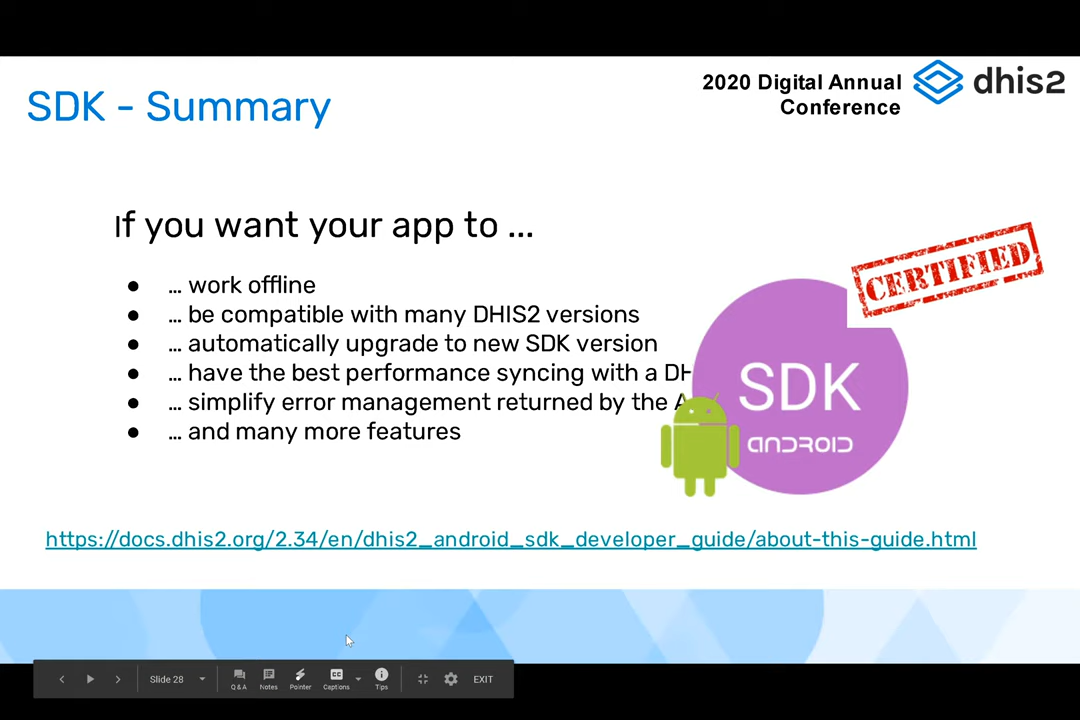 SDK - Summary
2020 Digital Annual
Conference
dhis2
If you want your app to ...
● ... work offline
● ... be compatible with many DHIS2 versions
● ... automatically upgrade to new SDK version
● ... have the best performance syncing with a
● ... simplify error management returned by the
● ... and many more features
CERTIFIED
SDK
ANDROID
https://docs.dhis2.org/2.34/en/dhis2_android_sdk_developer_guide/about-this-guide.html
Slide 28
Q&A
Notes
Pointer
CC
Captions
Tips
EXIT